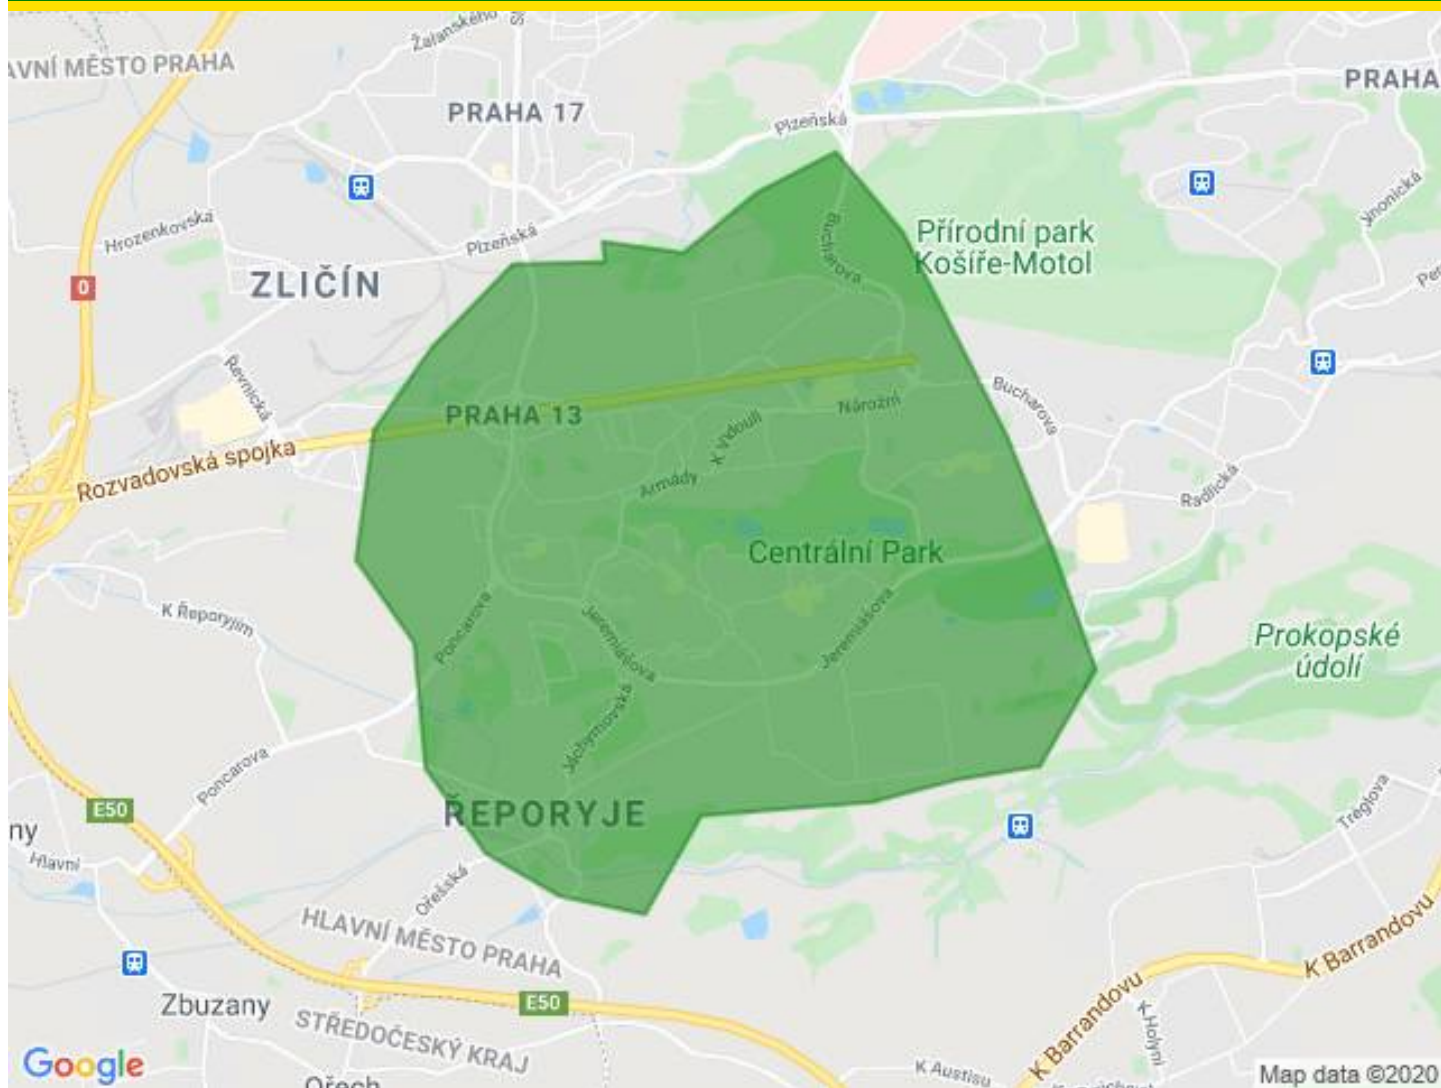 Žalanského
AVNÍ MĚSTO PRAHA
PRAHA 17
PRAHA
Plzeňská
Hrozenkovská
Plzeňská
Bucharova
Jinonická
Přírodní park
Košíře-Motol
ZLIČÍN
0
Řevnická
Bucharova
PRAHA 13
Nárožní
K Vidouli
Rozvadovská spojka
Armády
Radlická
Centrální Park
K Řeporyjím
Poncarova
Jeremiášova
Jeremiášova
Prokopské
údolí
Jáchymovská
Poncarova
E50
ŘEPORYJE
Treglova
ny
Hlavní
Ořešská
HLAVNÍ MĚSTO PRAHA
K Barrandovu
K Barrandovu
Zbuzany
E50
STŘEDOČESKÝ KRAJ
K Holyni
Google
K Austisu
Ořech
Map data ©2020